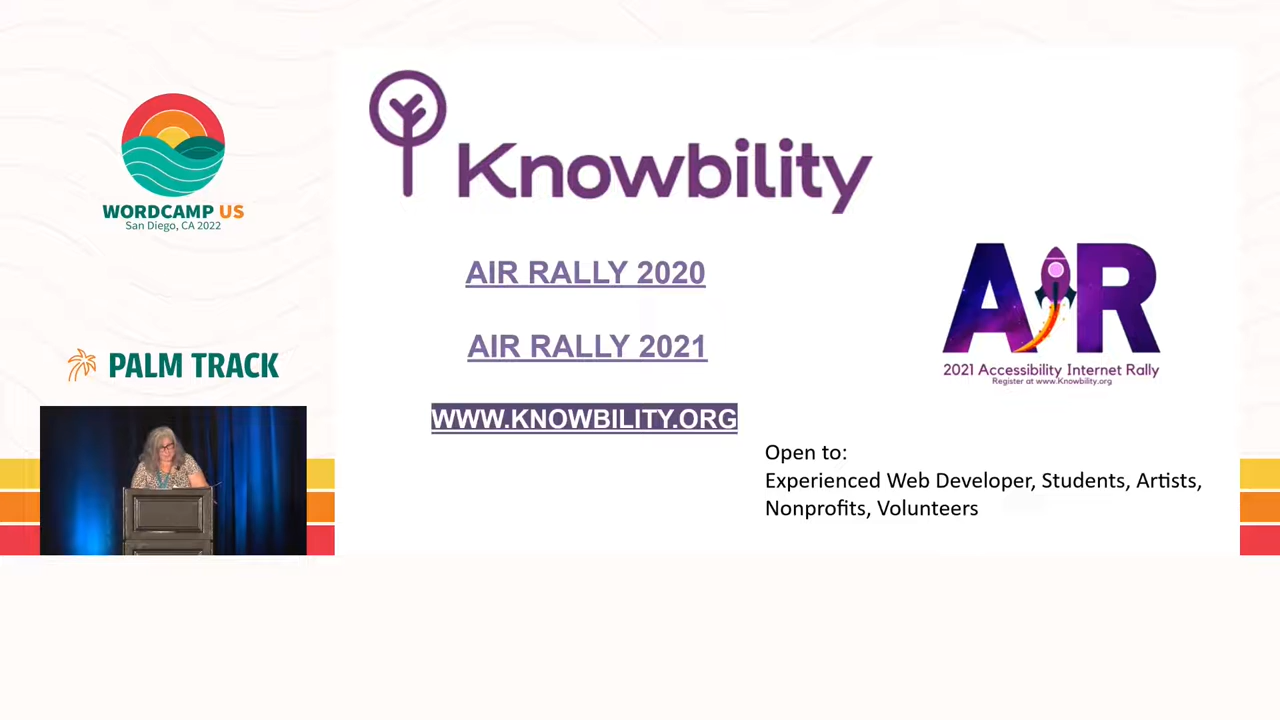 WORDCAMP US
San Diego, CA 2022
PALM TRACK
Knowbility
AIR RALLY 2020
AIR RALLY 2021
WWW.KNOWBILITY.ORG
AIR
2021 Accessibility Internet Rally
Register at www.Knowbility.org
Open to:
Experienced Web Developer, Students, Artists,
Nonprofits, Volunteers